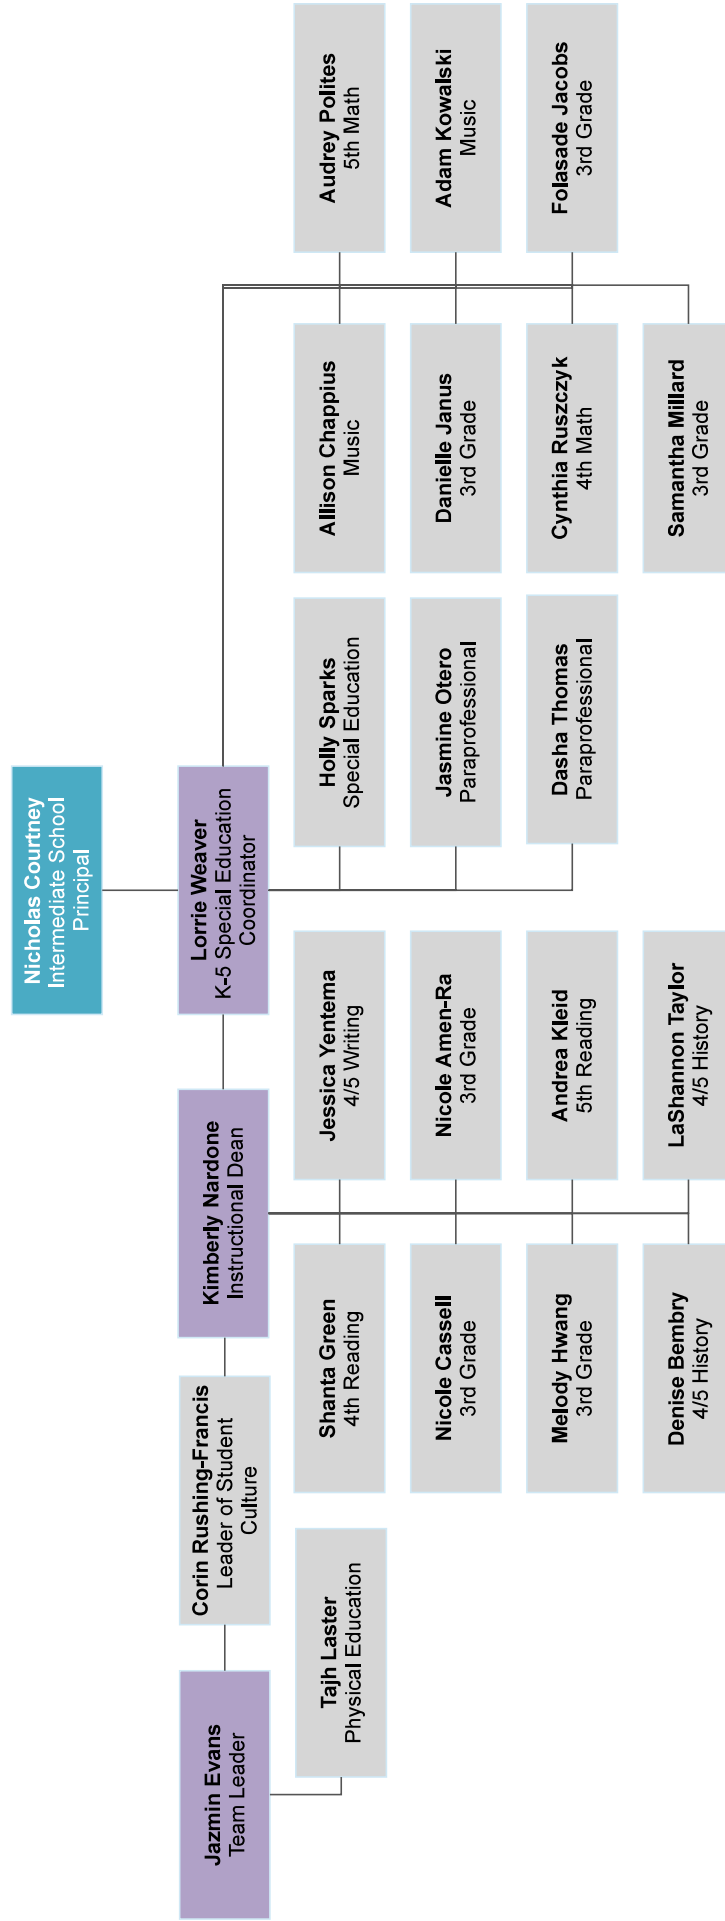 Nicholas Courtney
Intermediate School
Principal
Jazmin Evans
Team Leader
Corin Rushing-Francis
Leader of Student
Culture
Kimberly Nardone
Instructional Dean
Lorrie Weaver
K-5 Special Education
Coordinator
Tajh Laster
Physical Education
Shanta Green
4th Reading
Jessica Yentema
4/5 Writing
Holly Sparks
Special Education
Allison Chappius
Music
Audrey Polites
5th Math
Nicole Cassell
3rd Grade
Nicole Amen-Ra
3rd Grade
Jasmine Otero
Paraprofessional
Danielle Janus
3rd Grade
Adam Kowalski
Music
Melody Hwang
3rd Grade
Andrea Kleid
5th Reading
Dasha Thomas
Paraprofessional
Cynthia Ruszczyk
4th Math
Folasade Jacobs
3rd Grade
Denise Bembry
4/5 History
LaShannon Taylor
4/5 History
Samantha Millard
3rd Grade